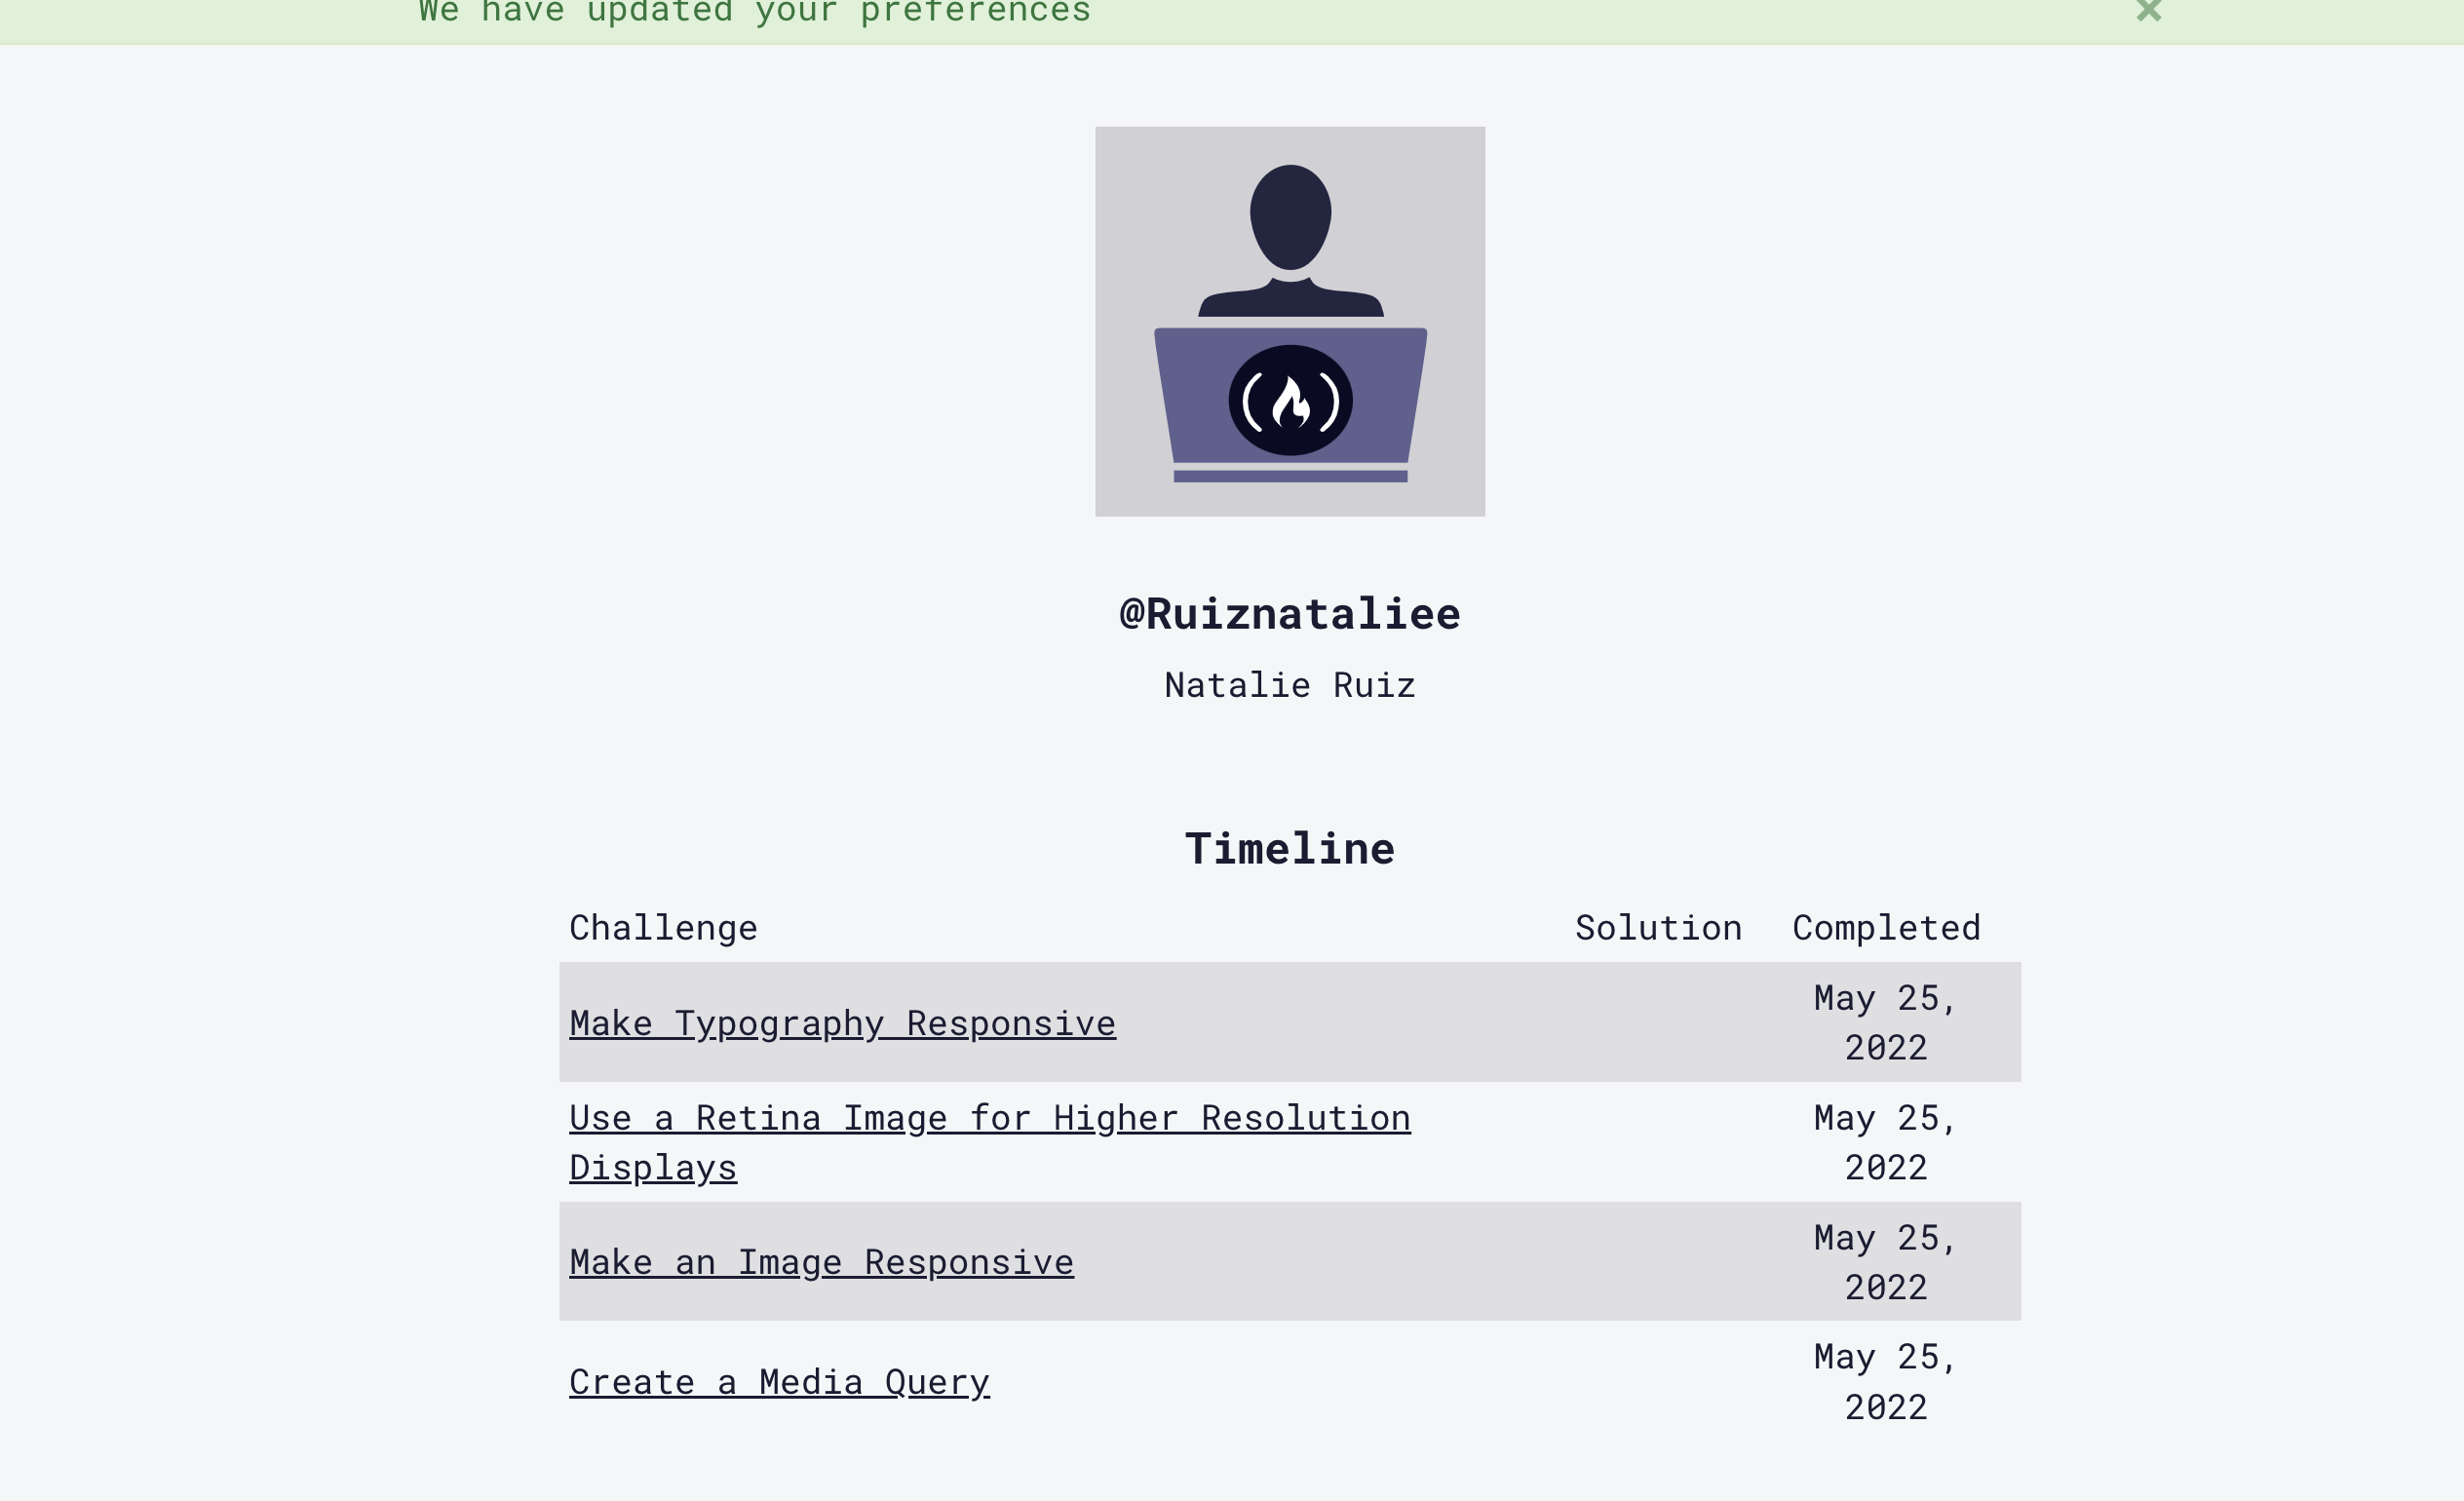 We have updated your preferences
×
@Ruiznataliee
Natalie Ruiz
Timeline
Challenge Solution Completed
Make Typography Responsive May 25,
2022
Use a Retina Image for Higher Resolution May 25,
Displays 2022
Make an Image Responsive May 25,
2022
Create a Media Query May 25,
2022